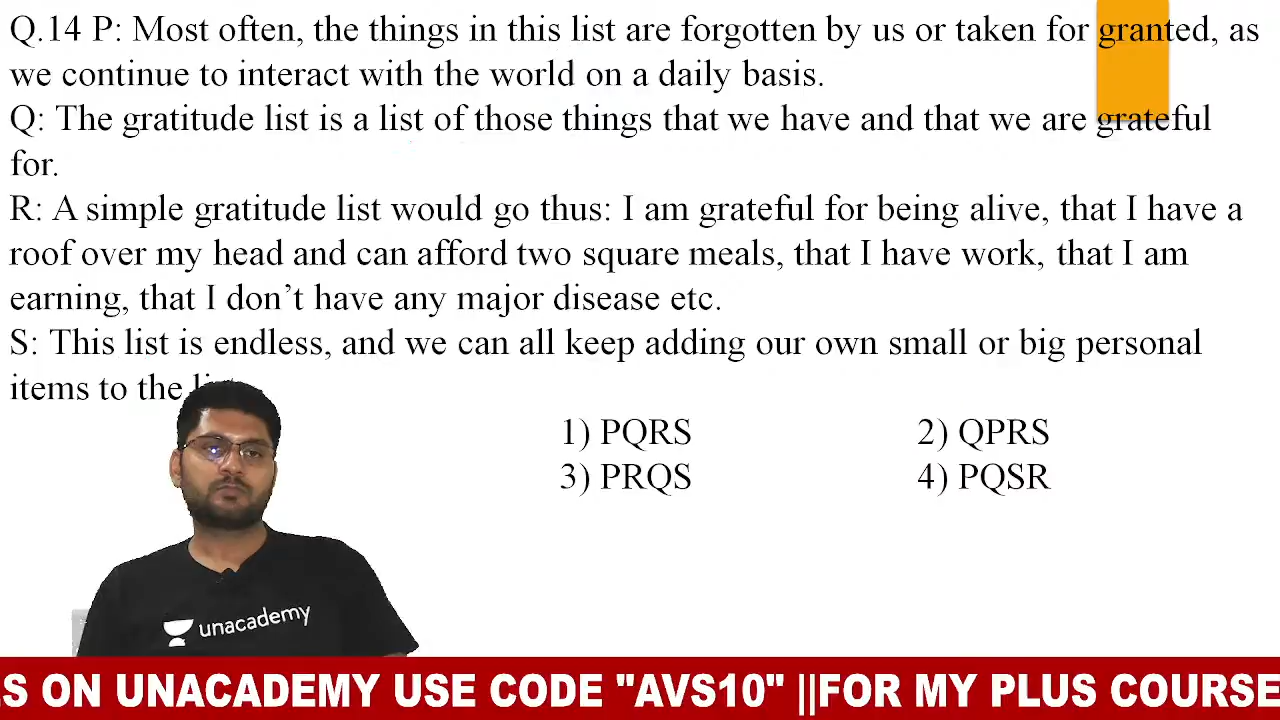 Q.14 P: Most often, the things in this list are forgotten by us or taken for granted, as
we continue to interact with the world on a daily basis.
Q: The gratitude list is a list of those things that we have and that we are grateful
for.
R: A simple gratitude list would go thus: I am grateful for being alive, that I have a
roof over my head and can afford two square meals, that I have work, that I am
earning, that I don’t have any major disease etc.
S: This list is endless, and we can all keep adding our own small or big personal
items to the
1) PQRS
2) QPRS
3) PRQS
4) PQSR
unacademy
S ON UNACADEMY USE CODE "AVS10" ||FOR MY PLUS COURSE